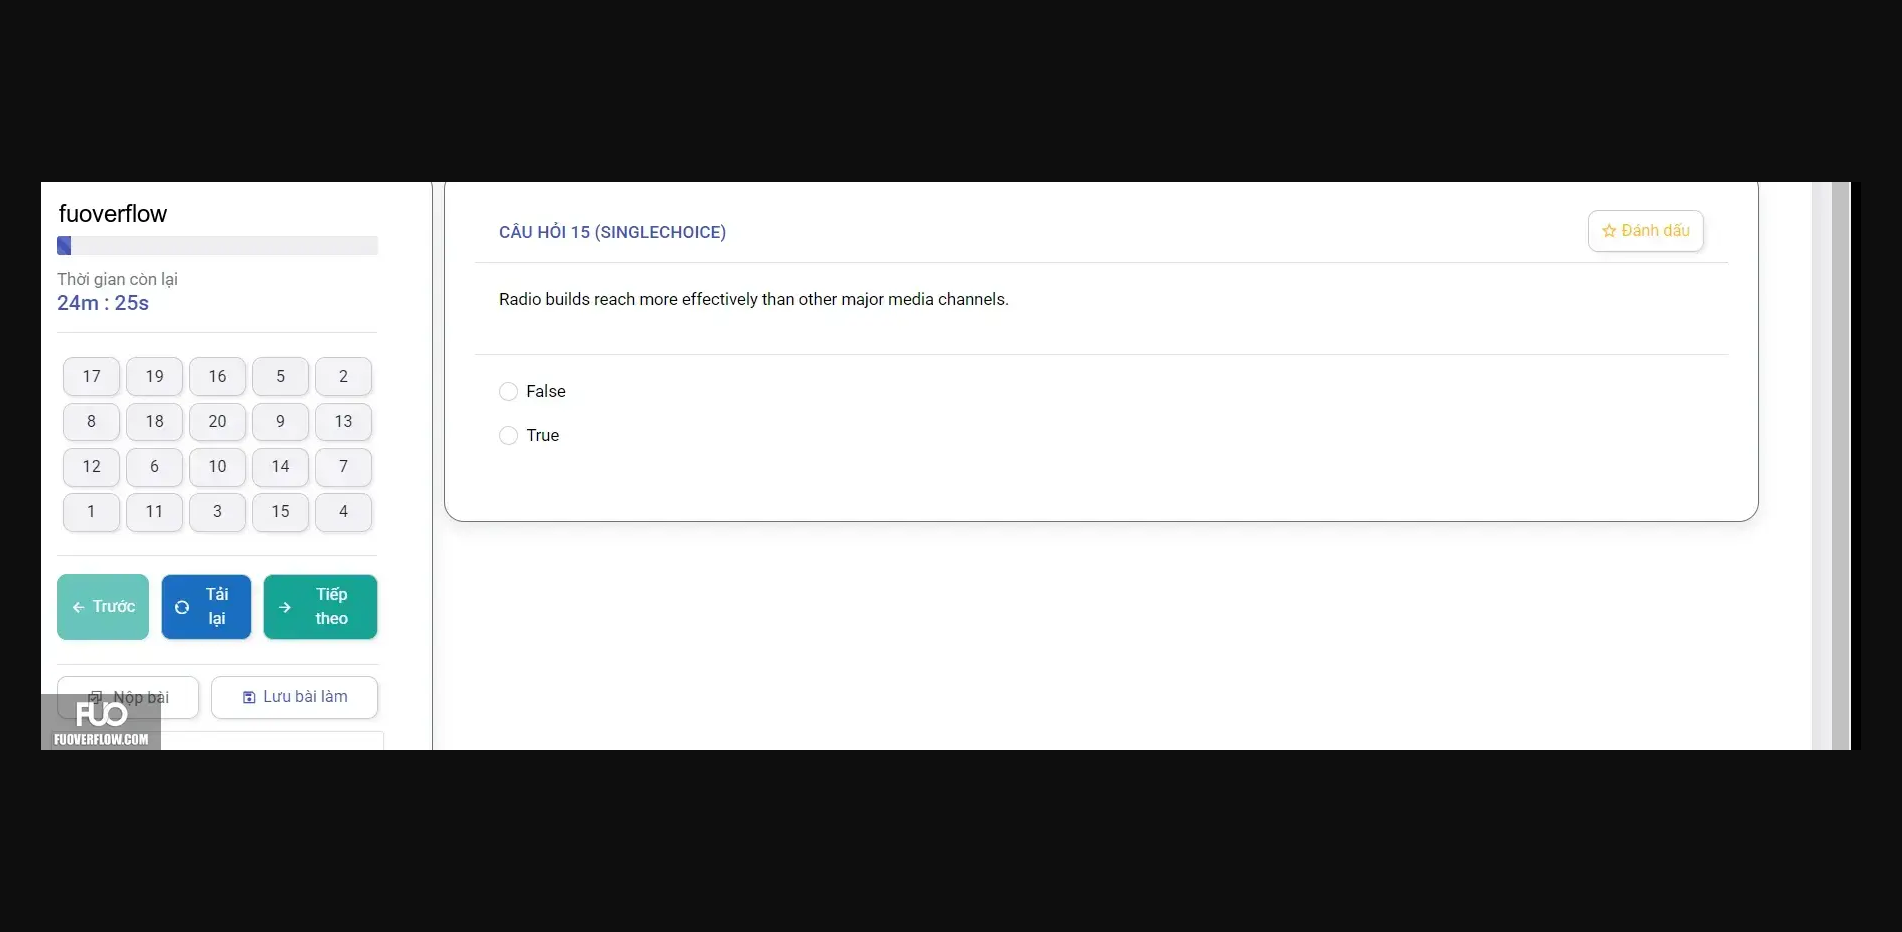 fuoverflow
Thời gian còn lại
24m : 25s
17 19 16 5 2
8 18 20 9 13
12 6 10 14 7
1 11 3 15 4
Trước
Tải
lại
Tiếp
theo
Nộp bài
Lưu bài làm
FUO
FUOVERFLOW.COM
CÂU HỎI 15 (SINGLECHOICE)
Đánh dấu
Radio builds reach more effectively than other major media channels.
False
True